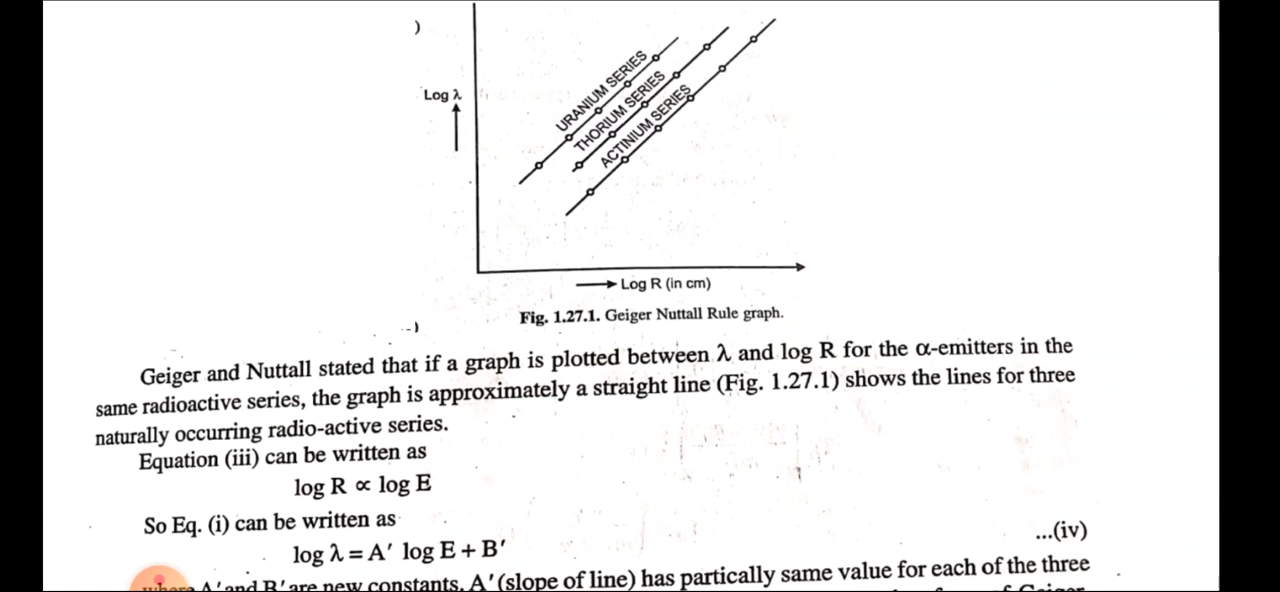 )
Log λ
URANIUM SERIES
THORIUM SERIES
ACTINIUM SERIES
Log R (in cm)
Fig. 1.27.1. Geiger Nuttall Rule graph.
Geiger and Nuttall stated that if a graph is plotted between λ and log R for the α-emitters in the
same radioactive series, the graph is approximately a straight line (Fig. 1.27.1) shows the lines for three
naturally occurring radio-active series.
Equation (iii) can be written as
log R ∝ log E
So Eq. (i) can be written as
log λ = A′ log E + B′ ...(iv)
where A′ and B′ are new constants. A′ (slope of line) has partically same value for each of the three